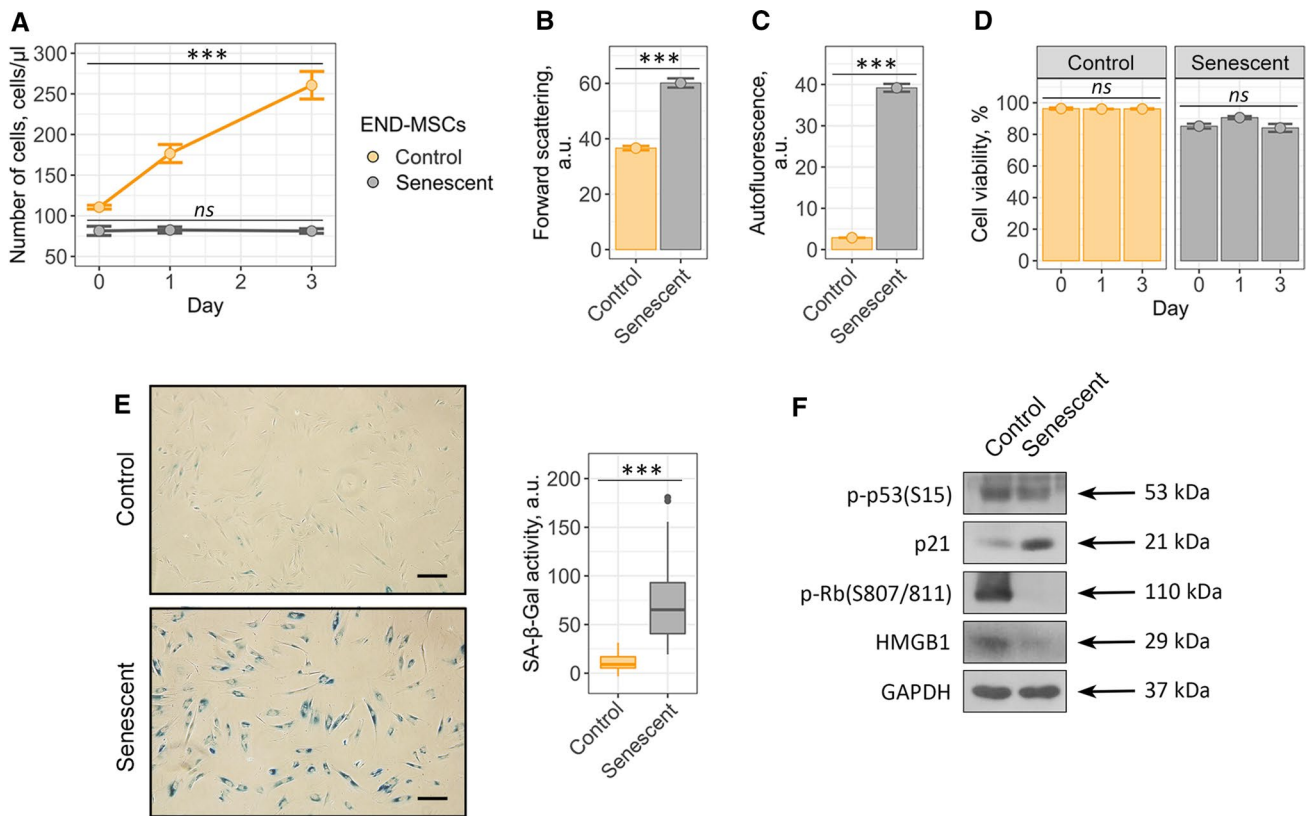 A
Number of cells, cells/µl
300
250
200
150
100
50
***
ns
0
1
2
3
Day
END-MSCs
Control
Senescent
B
Forward scattering,
a.u.
60
40
20
0
***
Control
Senescent
C
Autofluorescence,
a.u.
40
30
20
10
0
***
Control
Senescent
D
Cell viability, %
100
80
60
40
20
0
Control
Senescent
ns
ns
0
1
3
0
1
3
Day
E
Control
Senescent
SA-β-Gal activity, a.u.
200
150
100
50
0
***
Control
Senescent
F
Control
Senescent
p-p53(S15)
53 kDa
p21
21 kDa
p-Rb(S807/811)
110 kDa
HMGB1
29 kDa
GAPDH
37 kDa